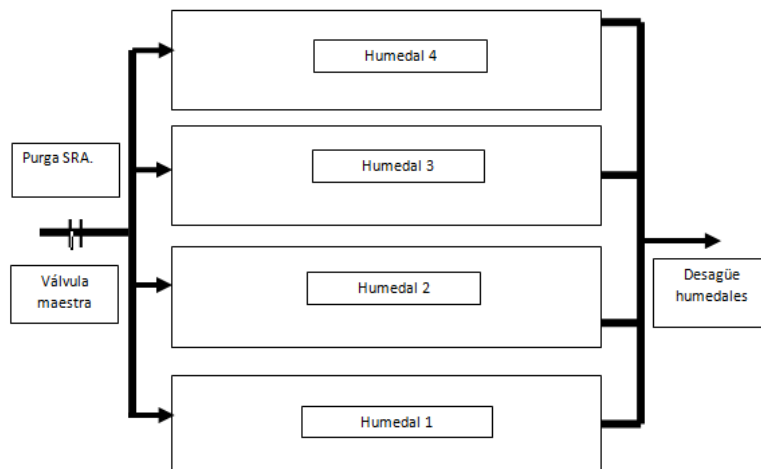 Humedal 4
Purga SRA.
Humedal 3
Válvula
maestra
Humedal 2
Desagüe
humedales
Humedal 1